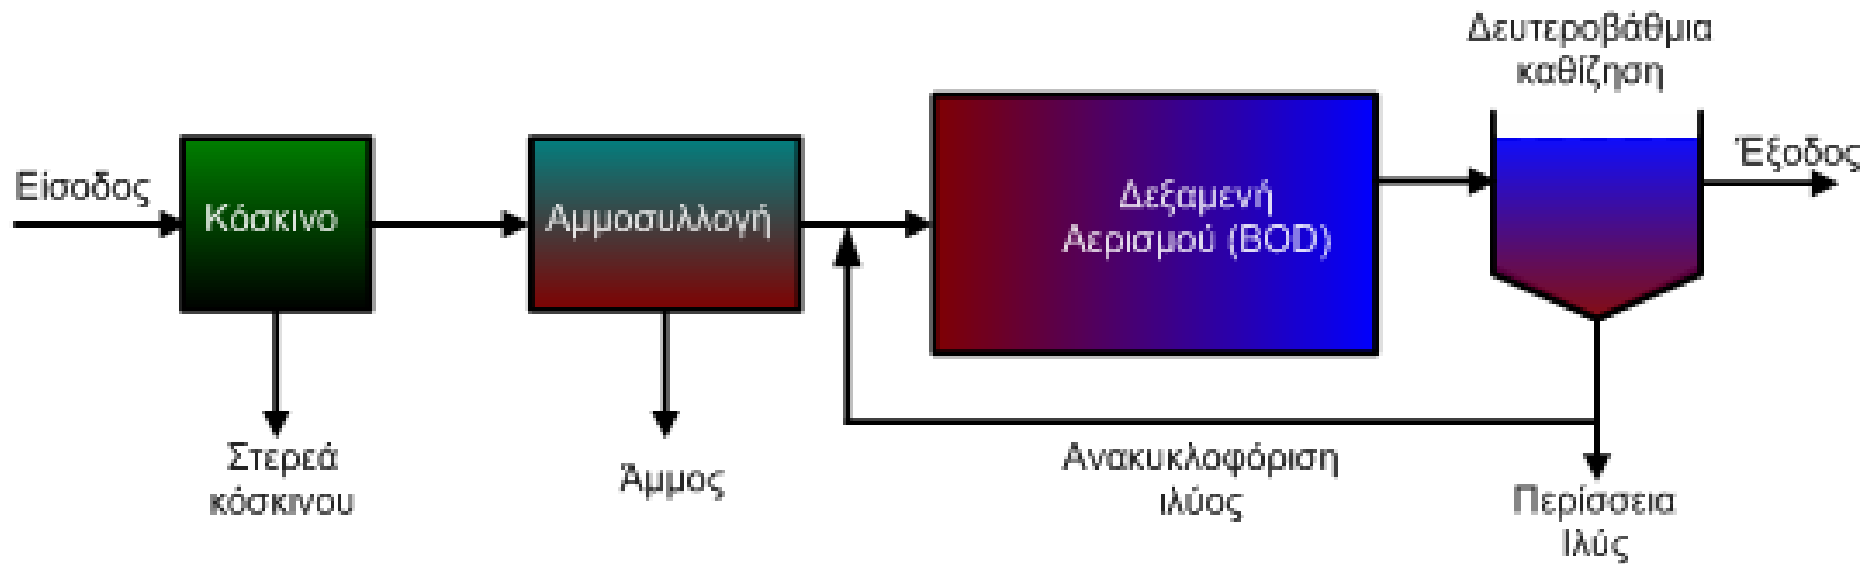 Δευτεροβάθμια
καθίζηση
Είσοδος
Κόσκινο
Αμμοσυλλογή
Δεξαμενή
Αερισμού (BOD)
Έξοδος
Στερεά
κόσκινου
Άμμος
Ανακυκλοφόριση
ιλύος
Περίσσεια
Ιλύς